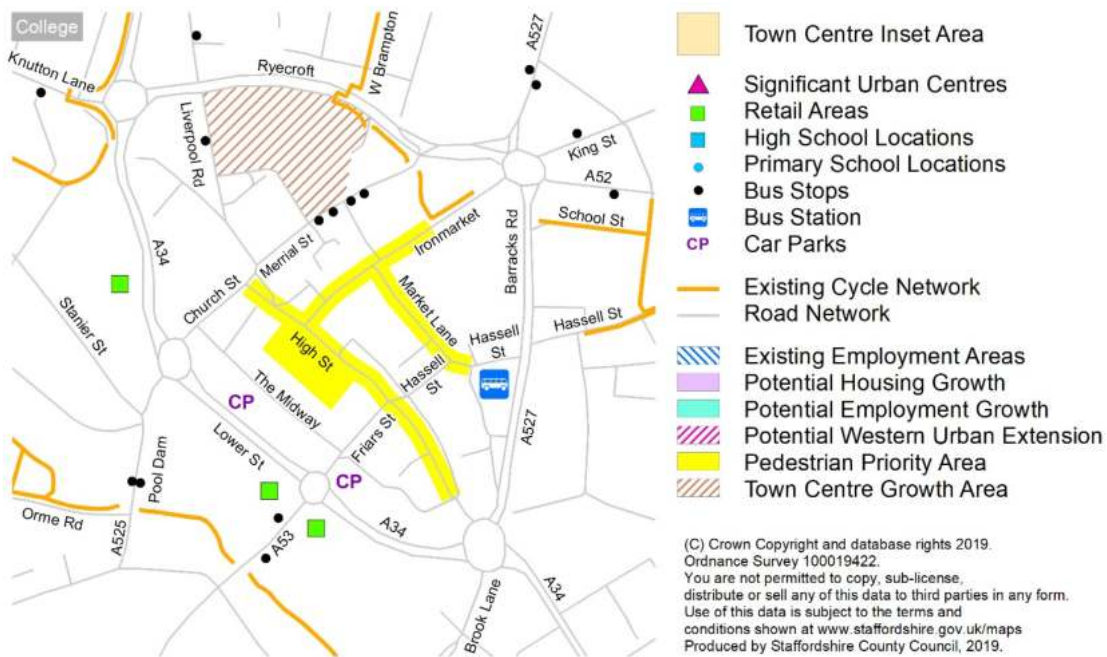 College
Knutton Lane
Ryecroft
W Brampton
A527
Liverpool Rd
King St
A52
School St
A34
Merrial St
Ironmarket
Church St
Barracks Rd
Market Lane
Stanier St
High St
Hassell St
Hassell
St
Hassell
St
The Midway
CP
Lower St
Friars St
CP
A527
Pool Dam
Orme Rd
A525
A53
A34
A34
Brook Lane
Town Centre Inset Area
Significant Urban Centres
Retail Areas
High School Locations
Primary School Locations
Bus Stops
Bus Station
CP Car Parks
Existing Cycle Network
Road Network
Existing Employment Areas
Potential Housing Growth
Potential Employment Growth
Potential Western Urban Extension
Pedestrian Priority Area
Town Centre Growth Area
(C) Crown Copyright and database rights 2019.
Ordnance Survey 100019422.
You are not permitted to copy, sub-license,
distribute or sell any of this data to third parties in any form.
Use of this data is subject to the terms and
conditions shown at www.staffordshire.gov.uk/maps
Produced by Staffordshire County Council, 2019.